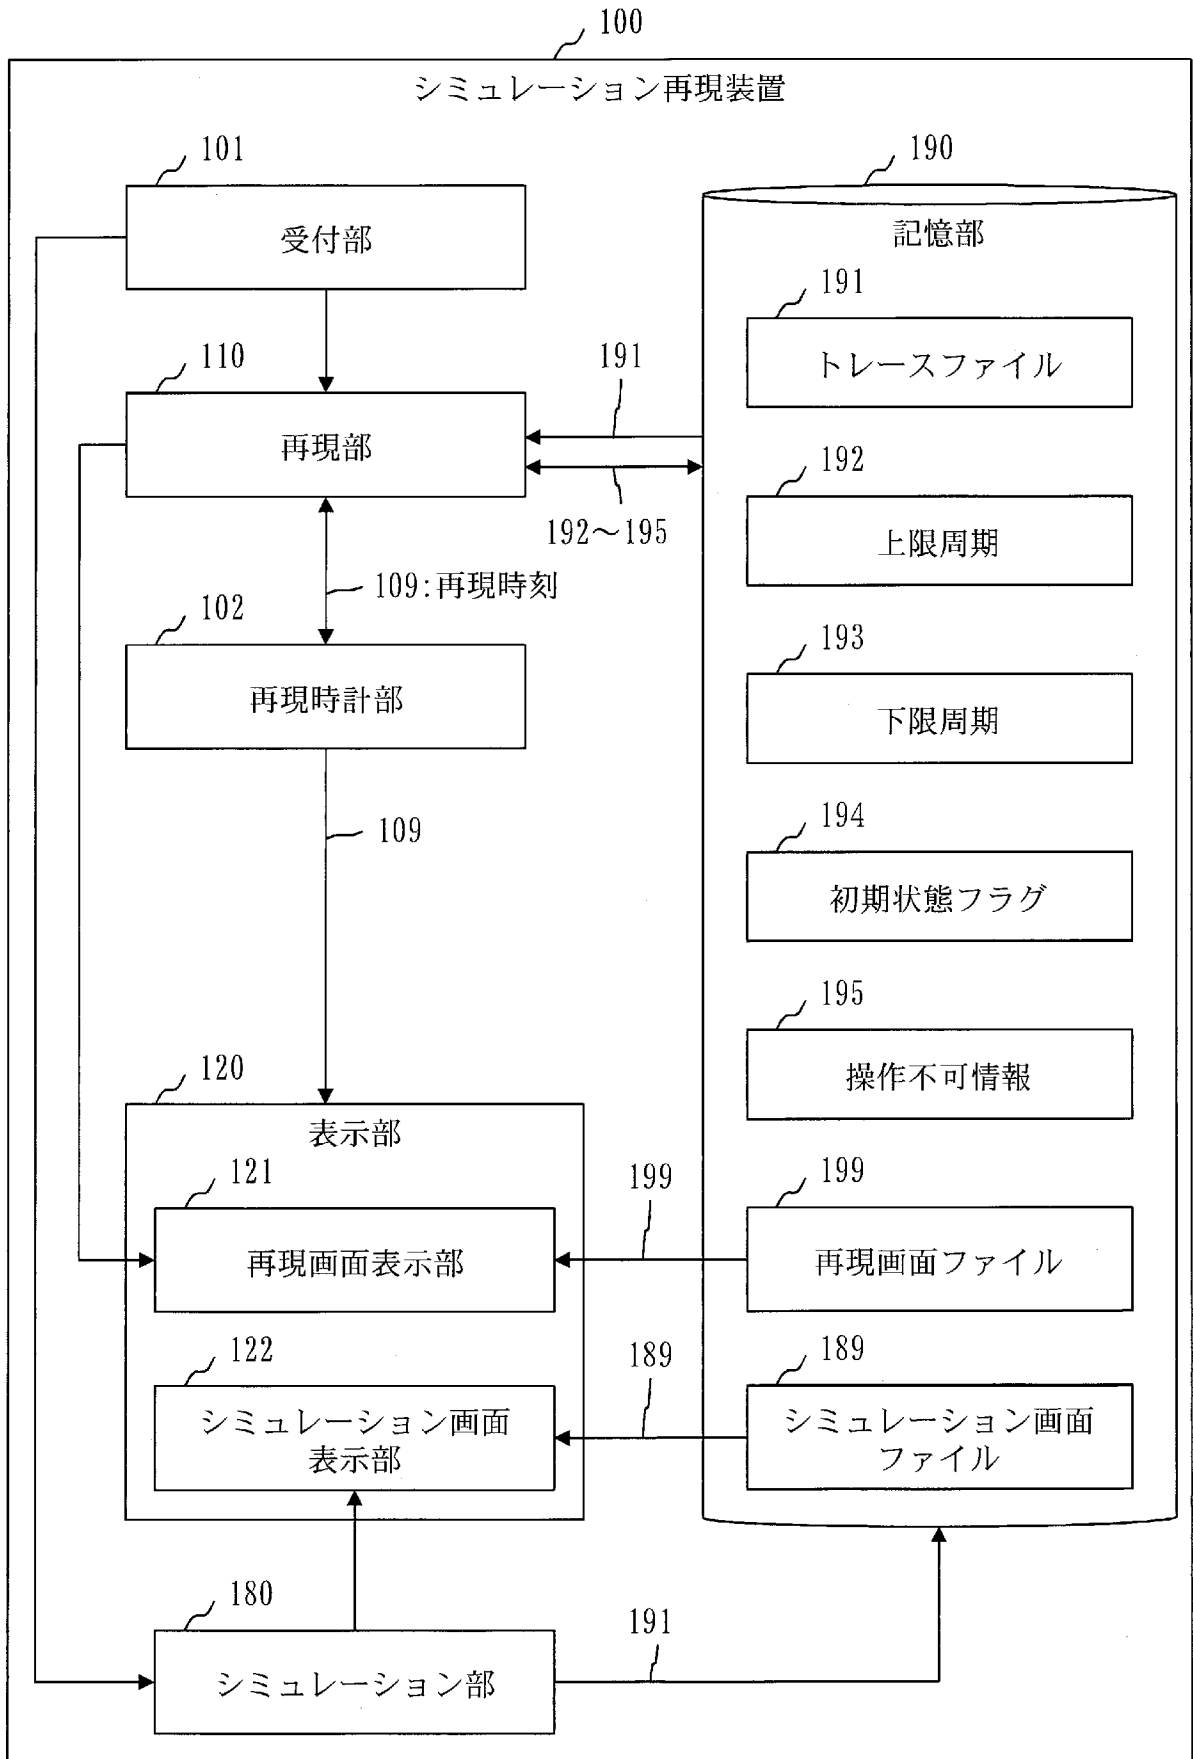 100
シミュレーション再現装置
101
受付部
190
記憶部
191
トレースファイル
110
再現部
191
192～195
192
上限周期
109:再現時刻
102
再現時計部
193
下限周期
109
194
初期状態フラグ
195
操作不可情報
120
表示部
121
再現画面表示部
199
199
再現画面ファイル
122
シミュレーション画面
表示部
189
189
シミュレーション画面
ファイル
180
シミュレーション部
191